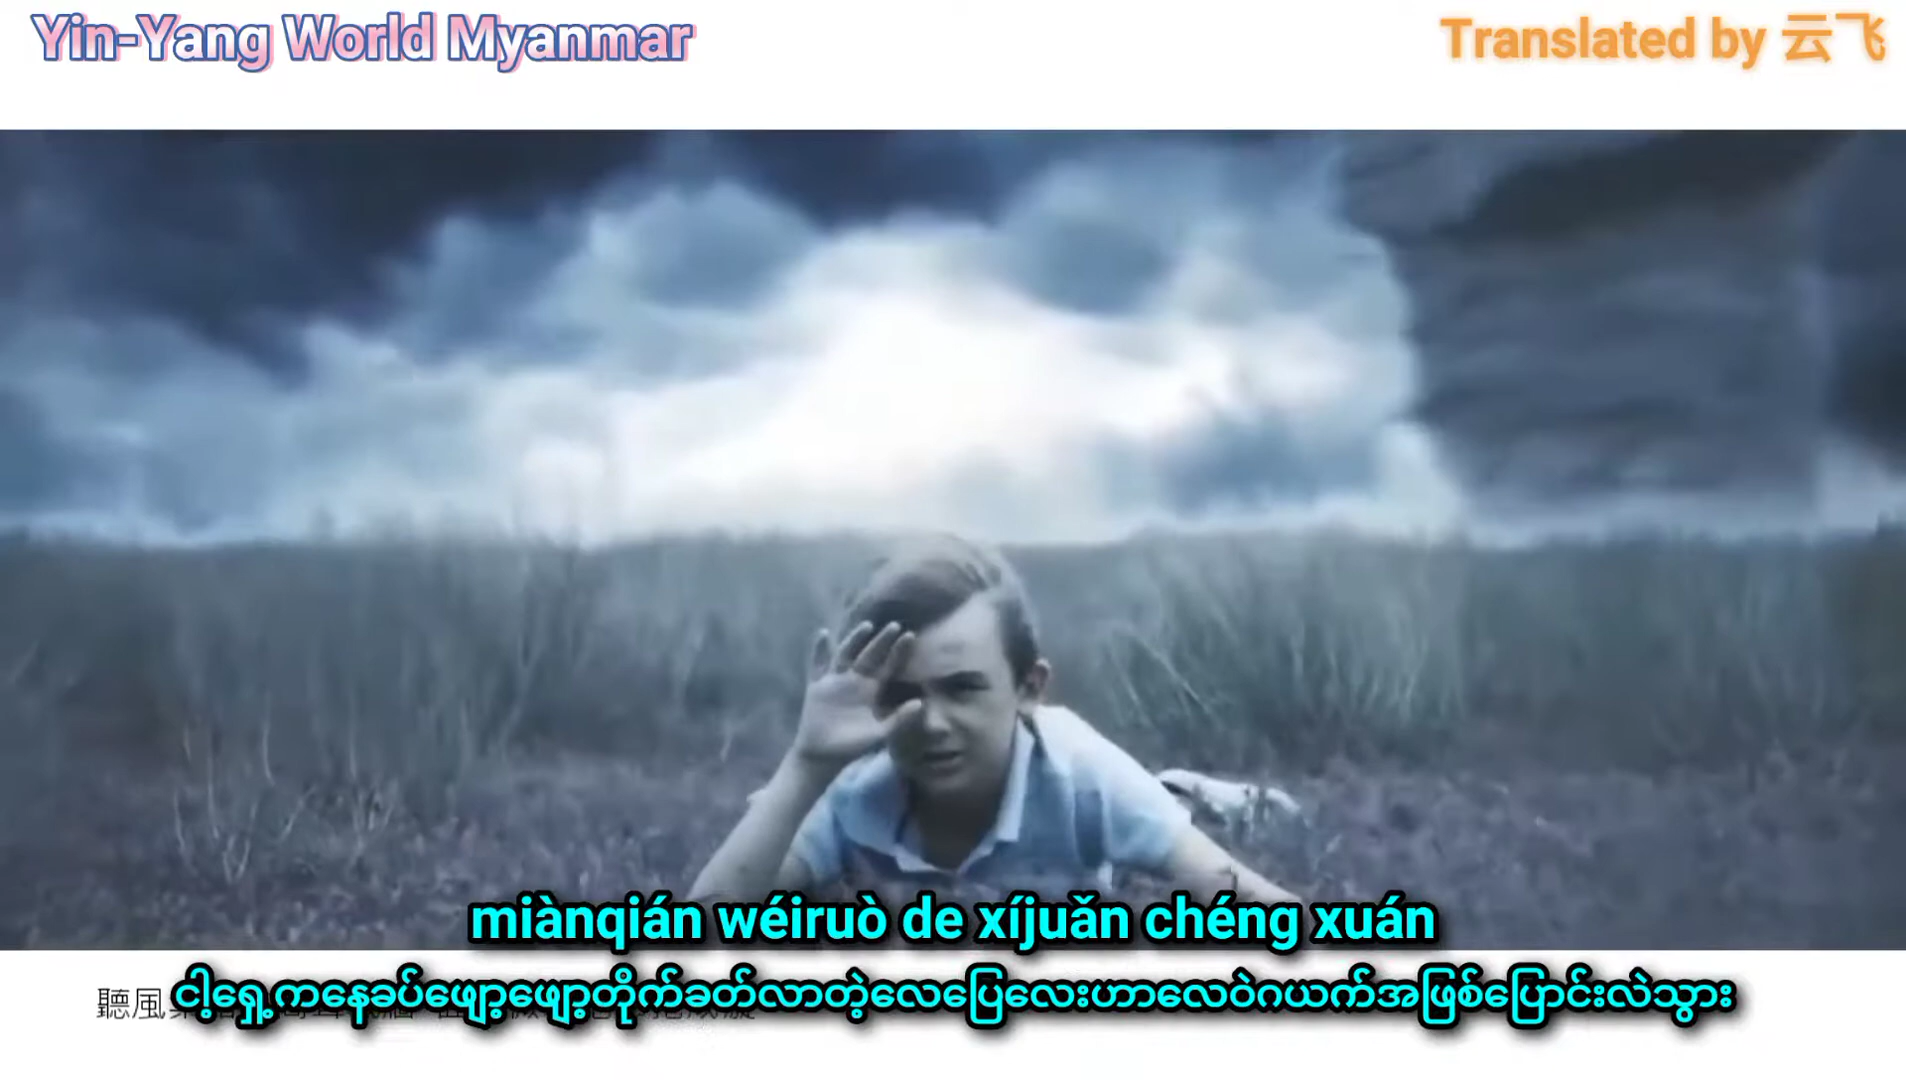 Yin-Yang World Myanmar
Translated by 云飞
miànqián wéiruò de xíjuǎn chéng xuán
聽風
ငါ့ရှေ့ကနေခပ်ဖျော့ဖျော့တိုက်ခတ်လာတဲ့လေပြေလေးဟာလေဝဲဂယက်အဖြစ်ပြောင်းလဲသွား